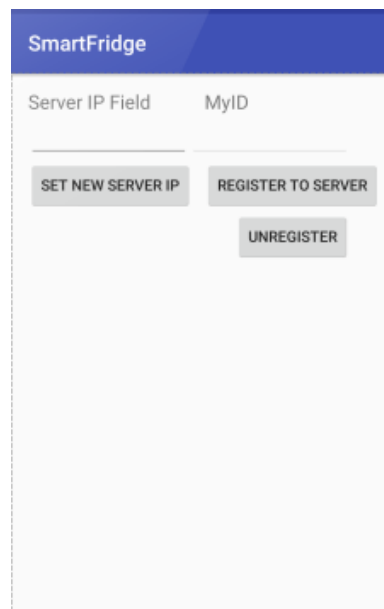 SmartFridge
Server IP Field MyID
SET NEW SERVER IP REGISTER TO SERVER
UNREGISTER